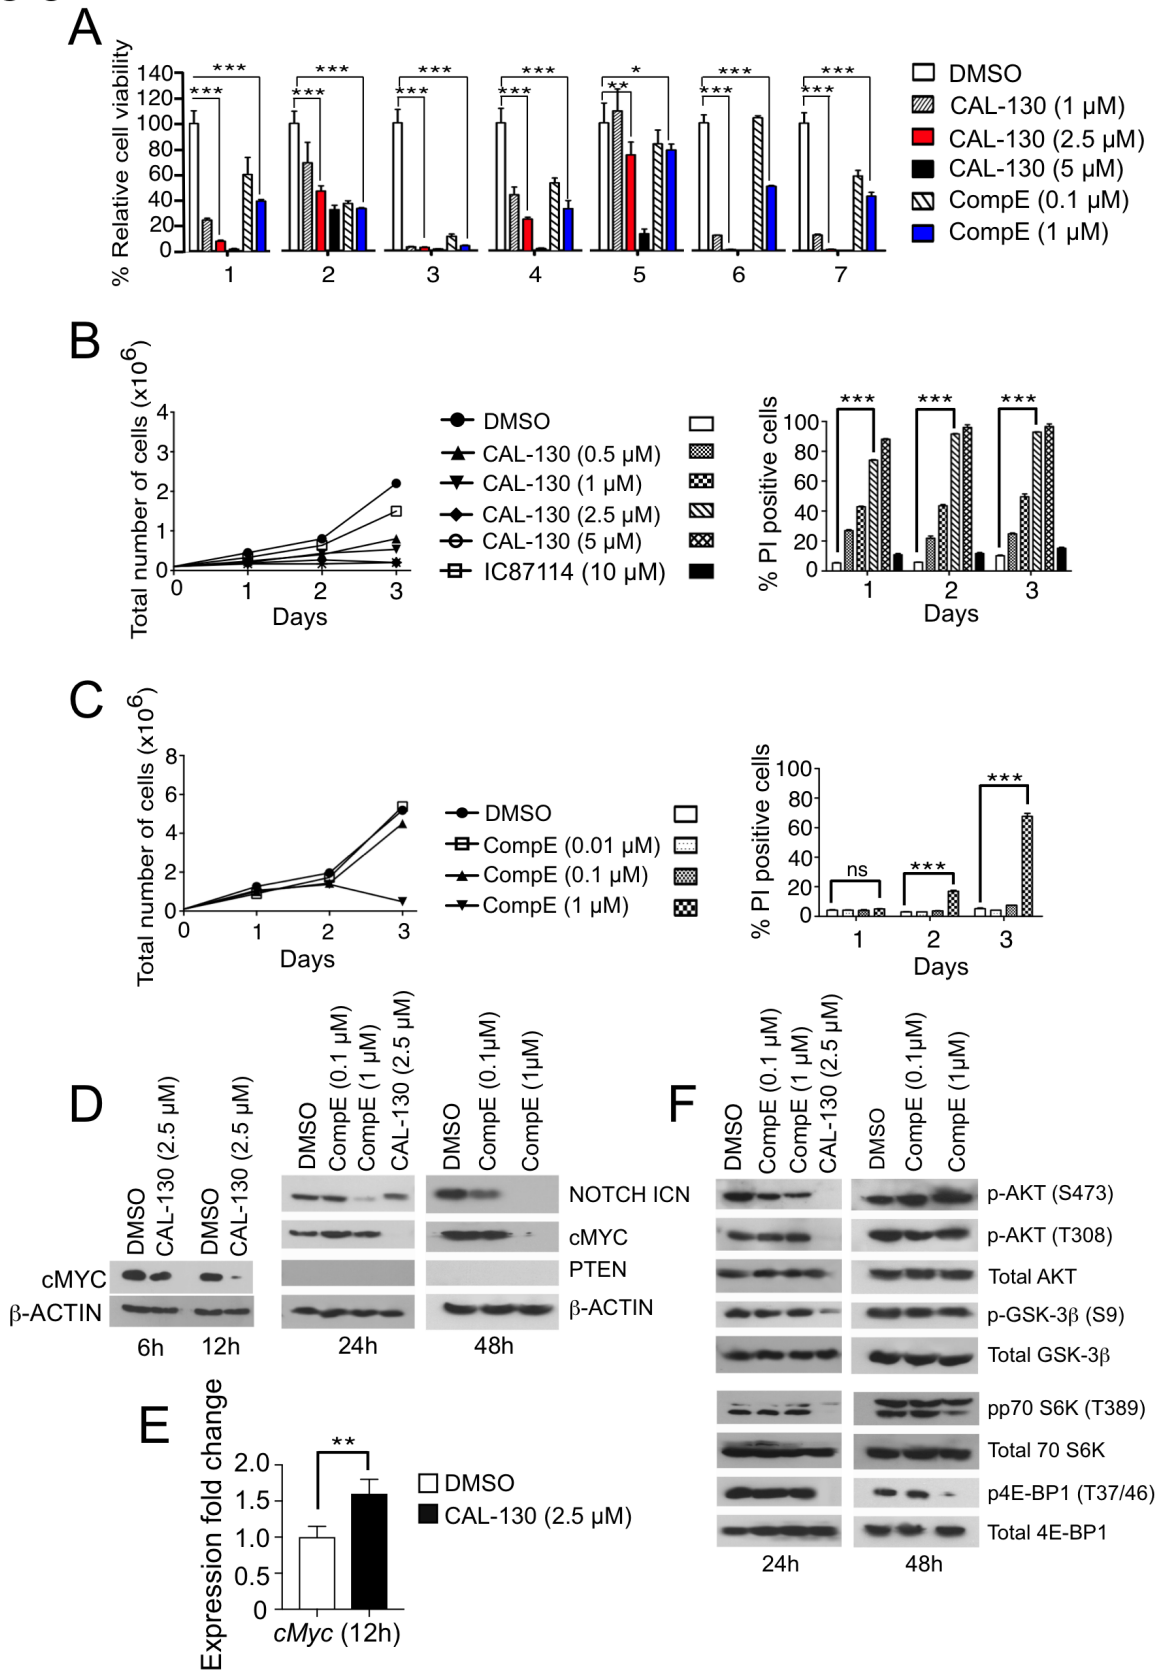 A
% Relative cell viability
140
120
100
80
60
40
20
0
*** *** *** *** * *** ***
*** *** *** *** ** *** ***
1 2 3 4 5 6 7
DMSO
CAL-130 (1 µM)
CAL-130 (2.5 µM)
CAL-130 (5 µM)
CompE (0.1 µM)
CompE (1 µM)
B
Total number of cells (x10⁶)
4
3
2
1
0
0 1 2 3
Days
DMSO
CAL-130 (0.5 µM)
CAL-130 (1 µM)
CAL-130 (2.5 µM)
CAL-130 (5 µM)
IC87114 (10 µM)
% PI positive cells
100
80
60
40
20
0
*** *** ***
1 2 3
Days
C
Total number of cells (x10⁶)
8
6
4
2
0
0 1 2 3
Days
DMSO
CompE (0.01 µM)
CompE (0.1 µM)
CompE (1 µM)
% PI positive cells
100
80
60
40
20
0
ns *** ***
1 2 3
Days
D
DMSO
CAL-130 (2.5 µM)
DMSO
CAL-130 (2.5 µM)
DMSO
CompE (0.1 µM)
CompE (1 µM)
CAL-130 (2.5 µM)
DMSO
CompE (0.1µM)
CompE (1µM)
NOTCH ICN
cMYC
PTEN
β-ACTIN
cMYC
β-ACTIN
6h 12h 24h 48h
E
Expression fold change
2.0
1.5
1.0
0.5
0
**
cMyc (12h)
DMSO
CAL-130 (2.5 µM)
F
DMSO
CompE (0.1 µM)
CompE (1 µM)
CAL-130 (2.5 µM)
DMSO
CompE (0.1µM)
CompE (1µM)
p-AKT (S473)
p-AKT (T308)
Total AKT
p-GSK-3β (S9)
Total GSK-3β
pp70 S6K (T389)
Total 70 S6K
p4E-BP1 (T37/46)
Total 4E-BP1
24h 48h